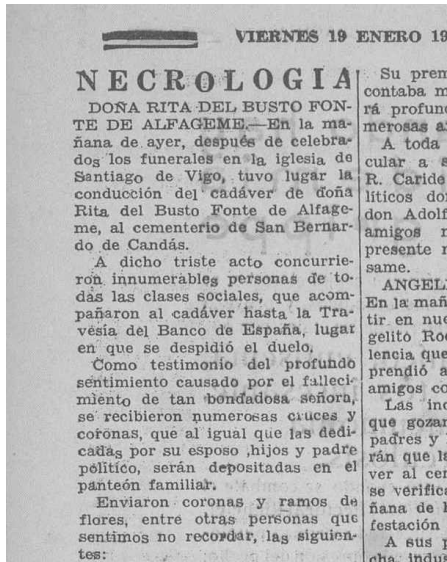 VIERNES 19 ENERO 19
NECROLOGIA
DOÑA RITA DEL BUSTO FON-
TE DE ALFAGEME.—En la ma-
ñana de ayer, después de celebra-
dos los funerales en la iglesia de
Santiago de Vigo, tuvo lugar la
conducción del cadáver de doña
Rita del Busto Fonte de Alfage-
me, al cementerio de San Bernar-
do de Candás.
A dicho triste acto concurrie-
ron innumerables personas de to-
das las clases sociales, que acom-
pañaron al cadáver hasta la Tra-
vesía del Banco de España, lugar
en que se despidió el duelo.
Como testimonio del profundo
sentimiento causado por el falleci-
miento de tan bondadosa señora,
se recibieron numerosas cruces y
coronas, que al igual que las dedi-
cadas por su esposo ,hijos y padre
político, serán depositadas en el
panteón familiar.
Enviaron coronas y ramos de
flores, entre otras personas que
sentimos no recordar, las siguien-
tes:
Su prem
contaba m
rá profun
merosas a
A toda
cular a s
R. Caride
líticos do
don Adolf
amigos
presente
same.
ANGEL
En la mañ
tir en nue
gelito Ro
lencia que
prendió a
amigos co
Las in
que gozar
padres y
rán que la
ver al cer
se verific
ñana de
festación
A sus p
cha indus